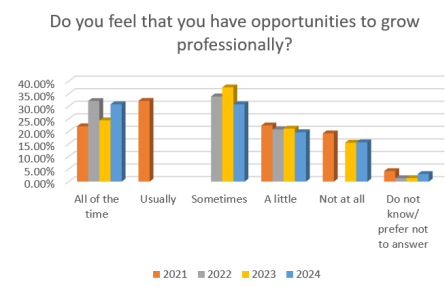 Do you feel that you have opportunities to grow
professionally?
40.00%
35.00%
30.00%
25.00%
20.00%
15.00%
10.00%
5.00%
0.00%
All of the
time
Usually
Sometimes
A little
Not at all
Do not
know/
prefer not
to answer
2021 2022 2023 2024